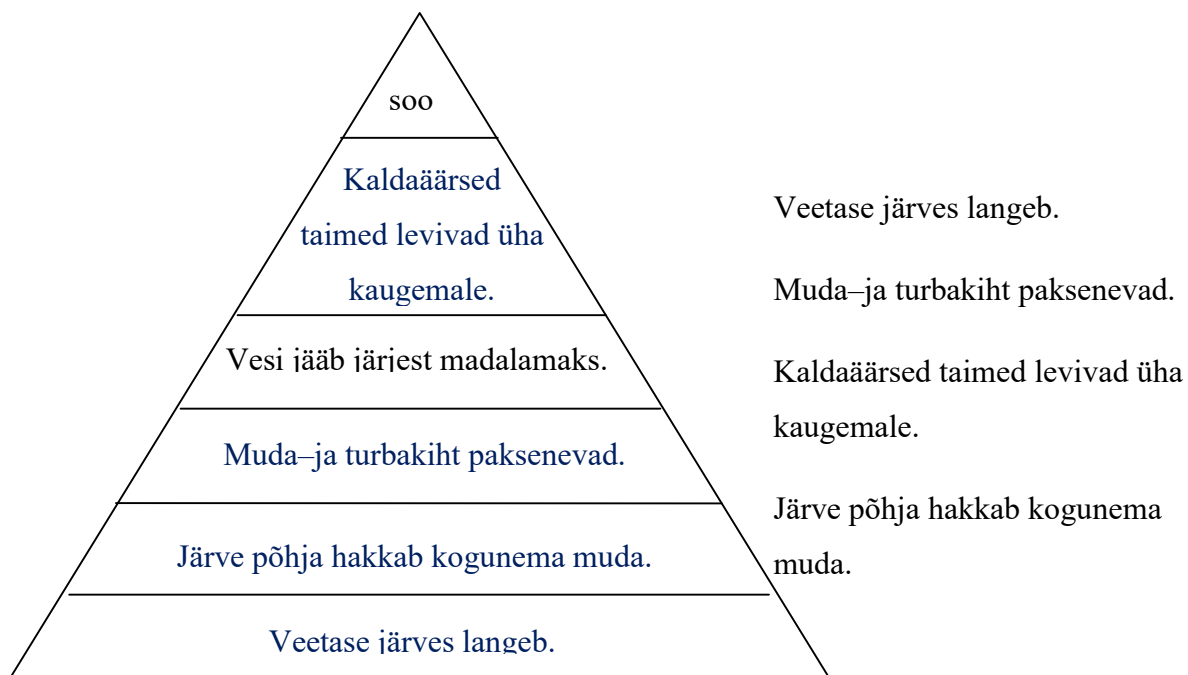 soo
Kaldaäärsed
taimed levivad üha
kaugemale.
Vesi jääb järjest madalamaks.
Muda–ja turbakiht paksenevad.
Järve põhja hakkab kogunema muda.
Veetase järves langeb.
Veetase järves langeb.
Muda–ja turbakiht paksenevad.
Kaldaäärsed taimed levivad üha
kaugemale.
Järve põhja hakkab kogunema
muda.